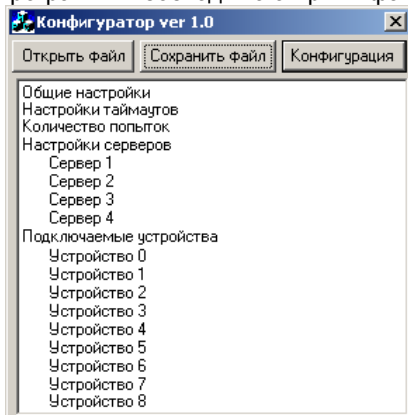 Конфигуратор ver 1.0
Открыть файл Сохранить файл Конфигурация
Общие настройки
Настройки таймаутов
Количество попыток
Настройки серверов
Сервер 1
Сервер 2
Сервер 3
Сервер 4
Подключаемые устройства
Устройство 0
Устройство 1
Устройство 2
Устройство 3
Устройство 4
Устройство 5
Устройство 6
Устройство 7
Устройство 8